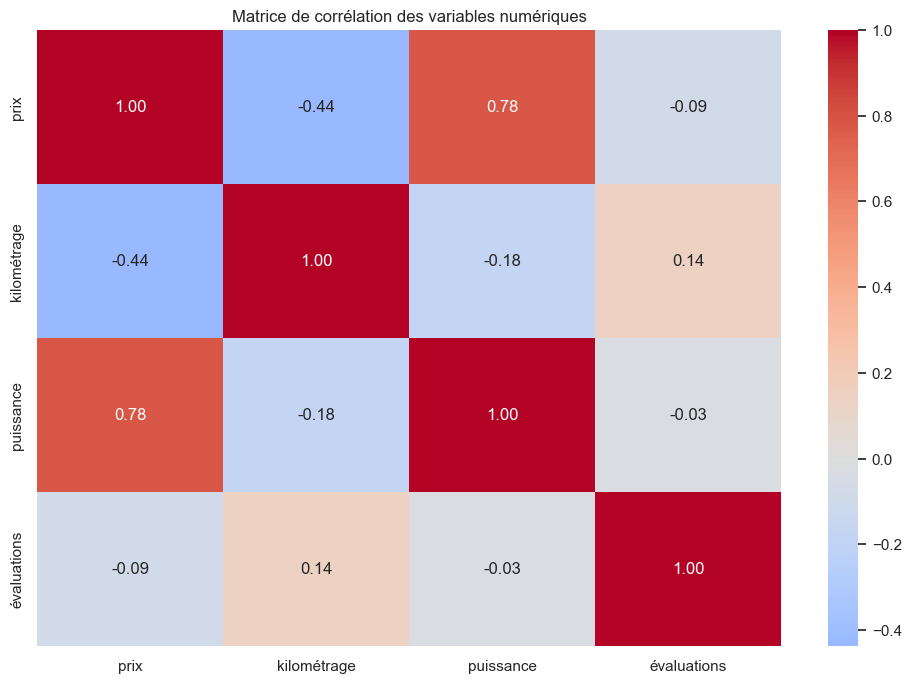 Matrice de corrélation des variables numériques
prix
1.00
-0.44
0.78
-0.09
kilométrage
-0.44
1.00
-0.18
0.14
puissance
0.78
-0.18
1.00
-0.03
évaluations
-0.09
0.14
-0.03
1.00
prix
kilométrage
puissance
évaluations
1.0
0.8
0.6
0.4
0.2
0.0
−0.2
−0.4